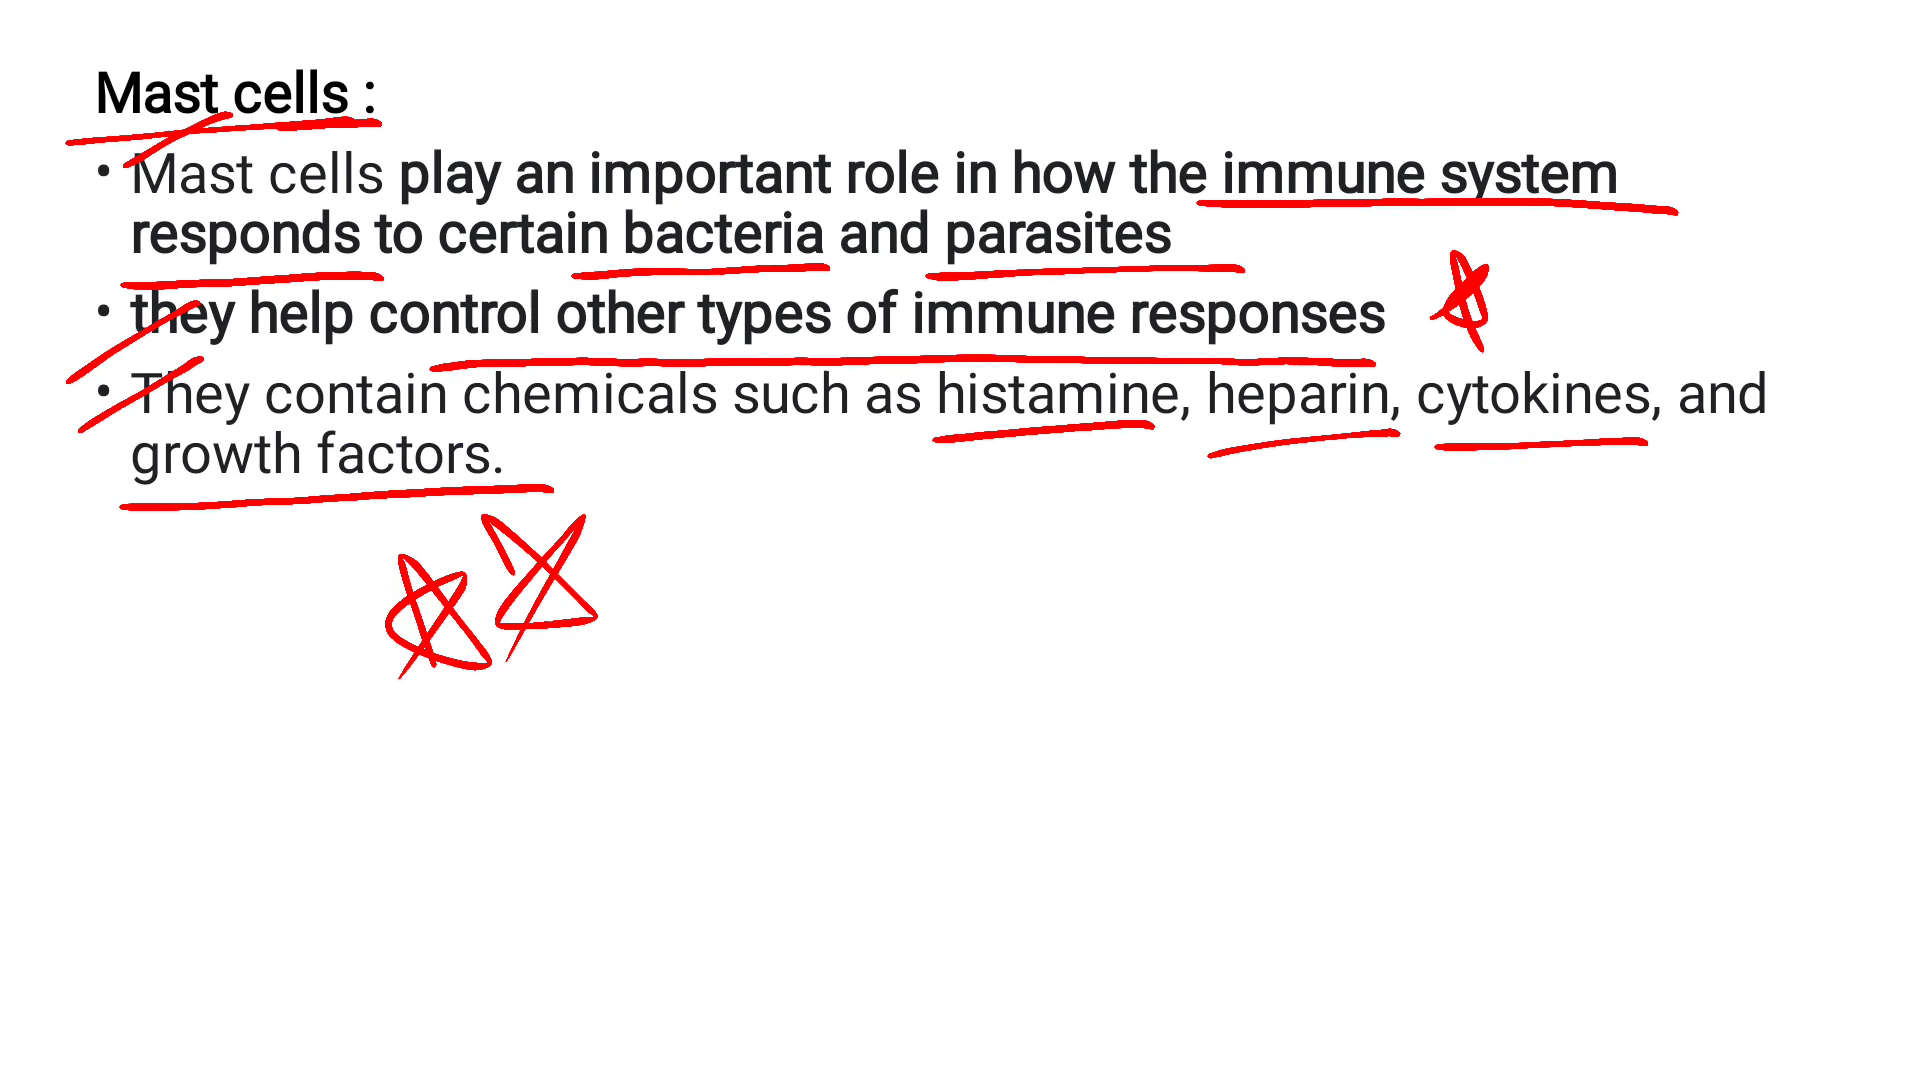 Mast cells :
• Mast cells play an important role in how the immune system
responds to certain bacteria and parasites
• they help control other types of immune responses
• They contain chemicals such as histamine, heparin, cytokines, and
growth factors.